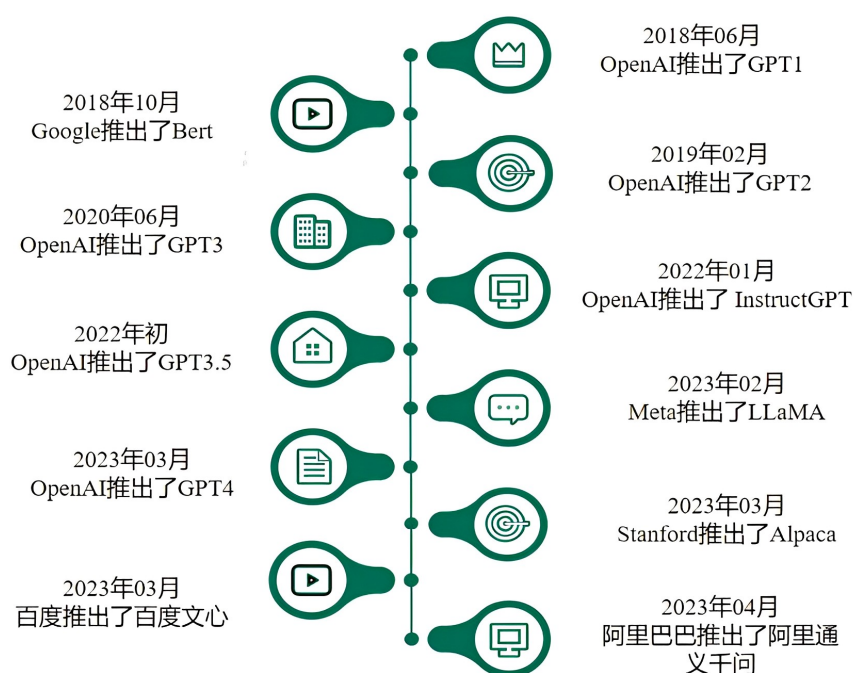 2018年06月
OpenAI推出了GPT1
2018年10月
Google推出了Bert
2019年02月
OpenAI推出了GPT2
2020年06月
OpenAI推出了GPT3
2022年01月
OpenAI推出了 InstructGPT
2022年初
OpenAI推出了GPT3.5
2023年02月
Meta推出了LLaMA
2023年03月
OpenAI推出了GPT4
2023年03月
Stanford推出了Alpaca
2023年03月
百度推出了百度文心
2023年04月
阿里巴巴推出了阿里通
义千问